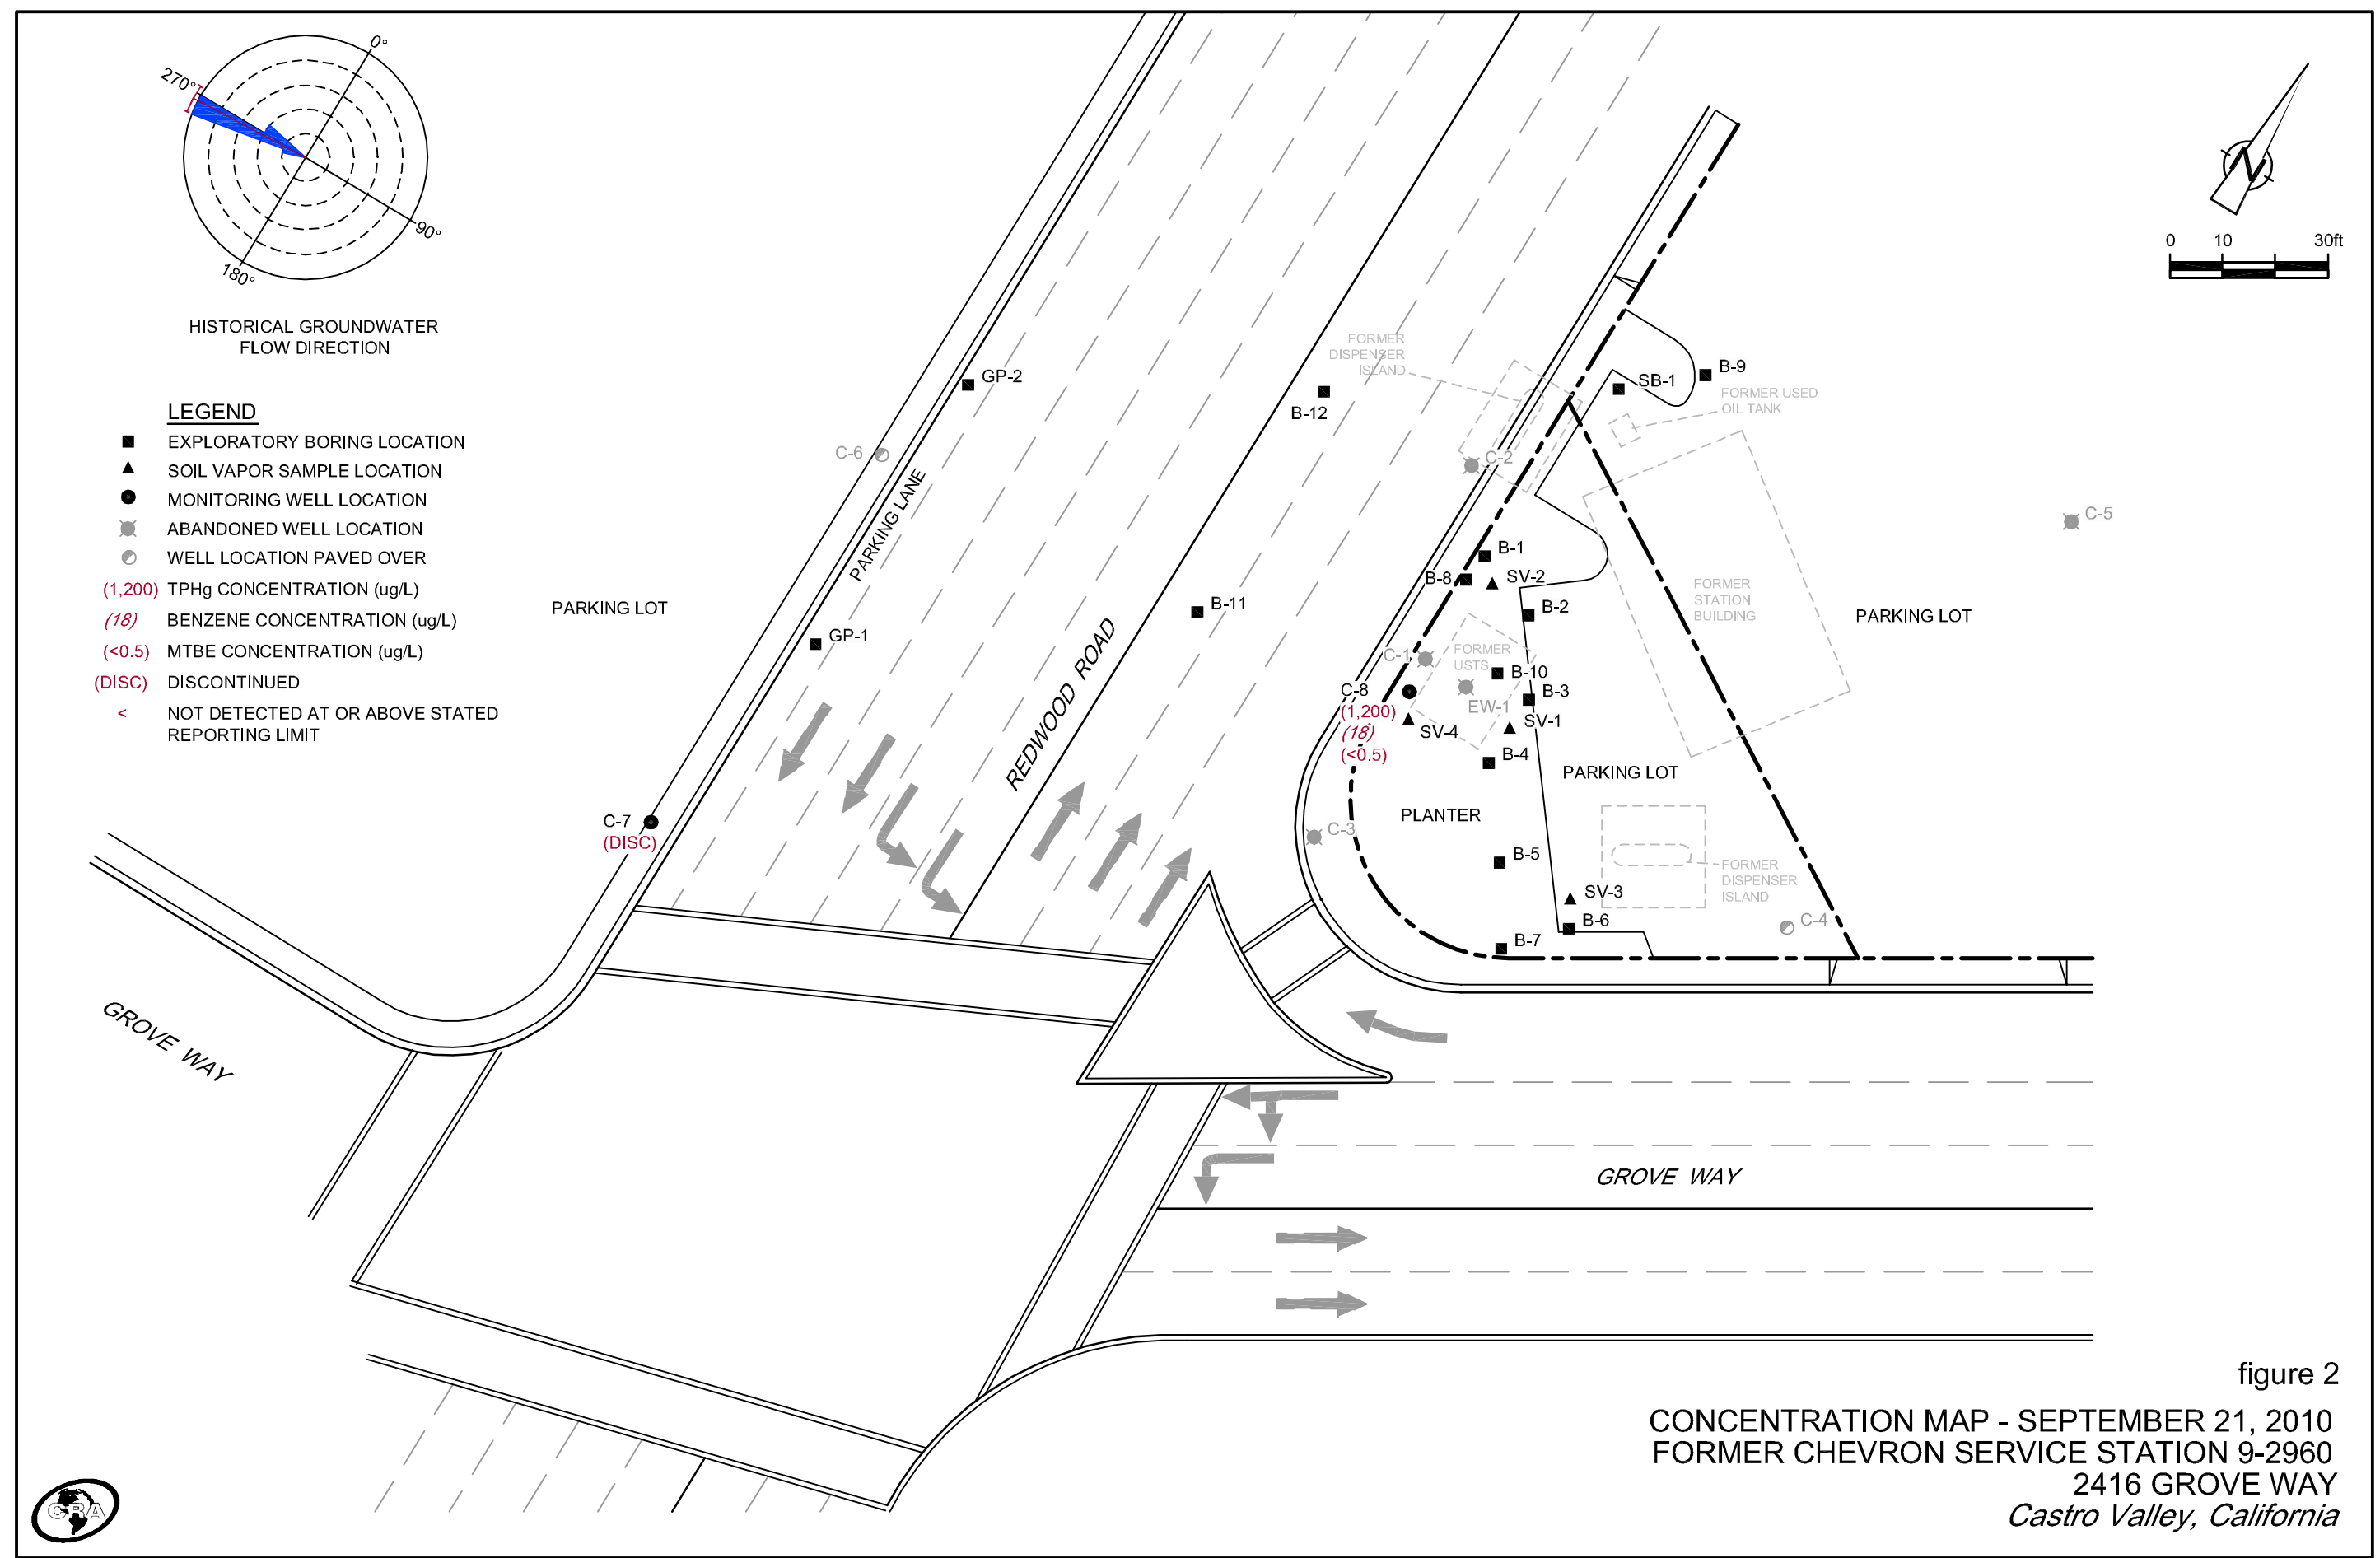 0°
270°
90°
180°
HISTORICAL GROUNDWATER
FLOW DIRECTION
LEGEND
EXPLORATORY BORING LOCATION
SOIL VAPOR SAMPLE LOCATION
MONITORING WELL LOCATION
ABANDONED WELL LOCATION
WELL LOCATION PAVED OVER
(1,200) TPHg CONCENTRATION (ug/L)
(18) BENZENE CONCENTRATION (ug/L)
(<0.5) MTBE CONCENTRATION (ug/L)
(DISC) DISCONTINUED
< NOT DETECTED AT OR ABOVE STATED
REPORTING LIMIT
N
0 10 30ft
GP-2
C-6
PARKING LANE
PARKING LOT
GP-1
C-7
(DISC)
REDWOOD ROAD
B-12
B-11
FORMER
DISPENSER
ISLAND
C-2
SB-1
B-9
FORMER USED
OIL TANK
C-5
B-1
B-8
SV-2
B-2
FORMER
STATION
BUILDING
PARKING LOT
C-1
FORMER
USTS
B-10
C-8
(1,200)
(18)
(<0.5)
EW-1
B-3
SV-1
SV-4
B-4
PARKING LOT
PLANTER
C-3
B-5
FORMER
DISPENSER
ISLAND
SV-3
B-6
C-4
B-7
GROVE WAY
GROVE WAY
figure 2
CONCENTRATION MAP - SEPTEMBER 21, 2010
FORMER CHEVRON SERVICE STATION 9-2960
2416 GROVE WAY
Castro Valley, California
CRA